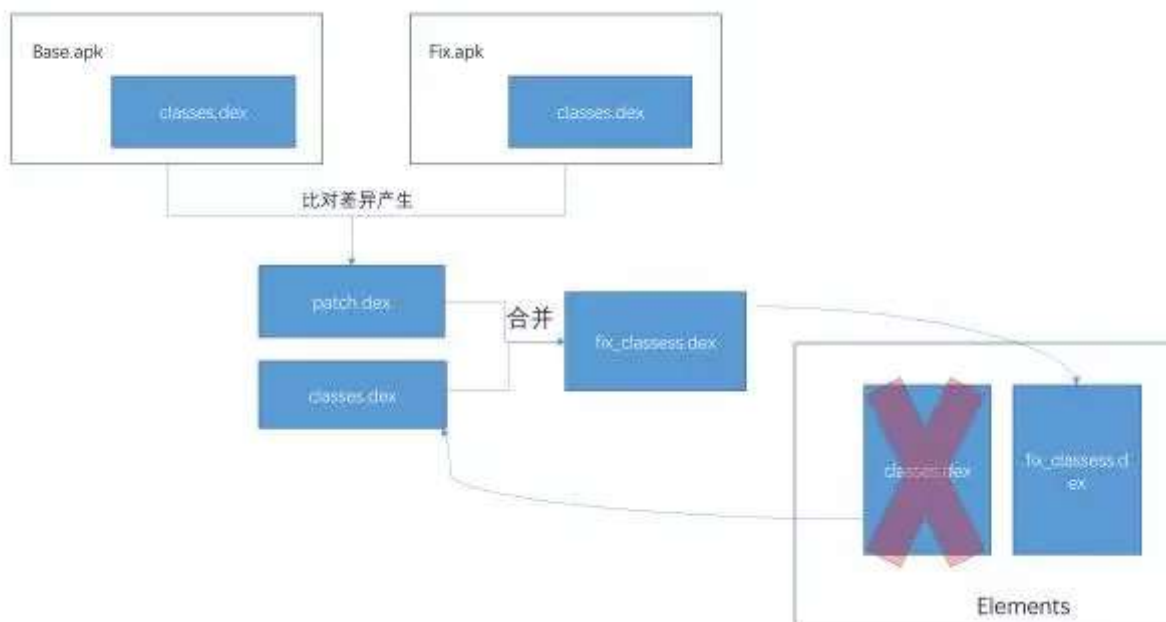 Base.apk
Fix.apk
classes.dex
classes.dex
比对差异产生
patch.dex
合并
fix_classess.dex
classes.dex
classes.dex
fix_classess.d
ex
Elements